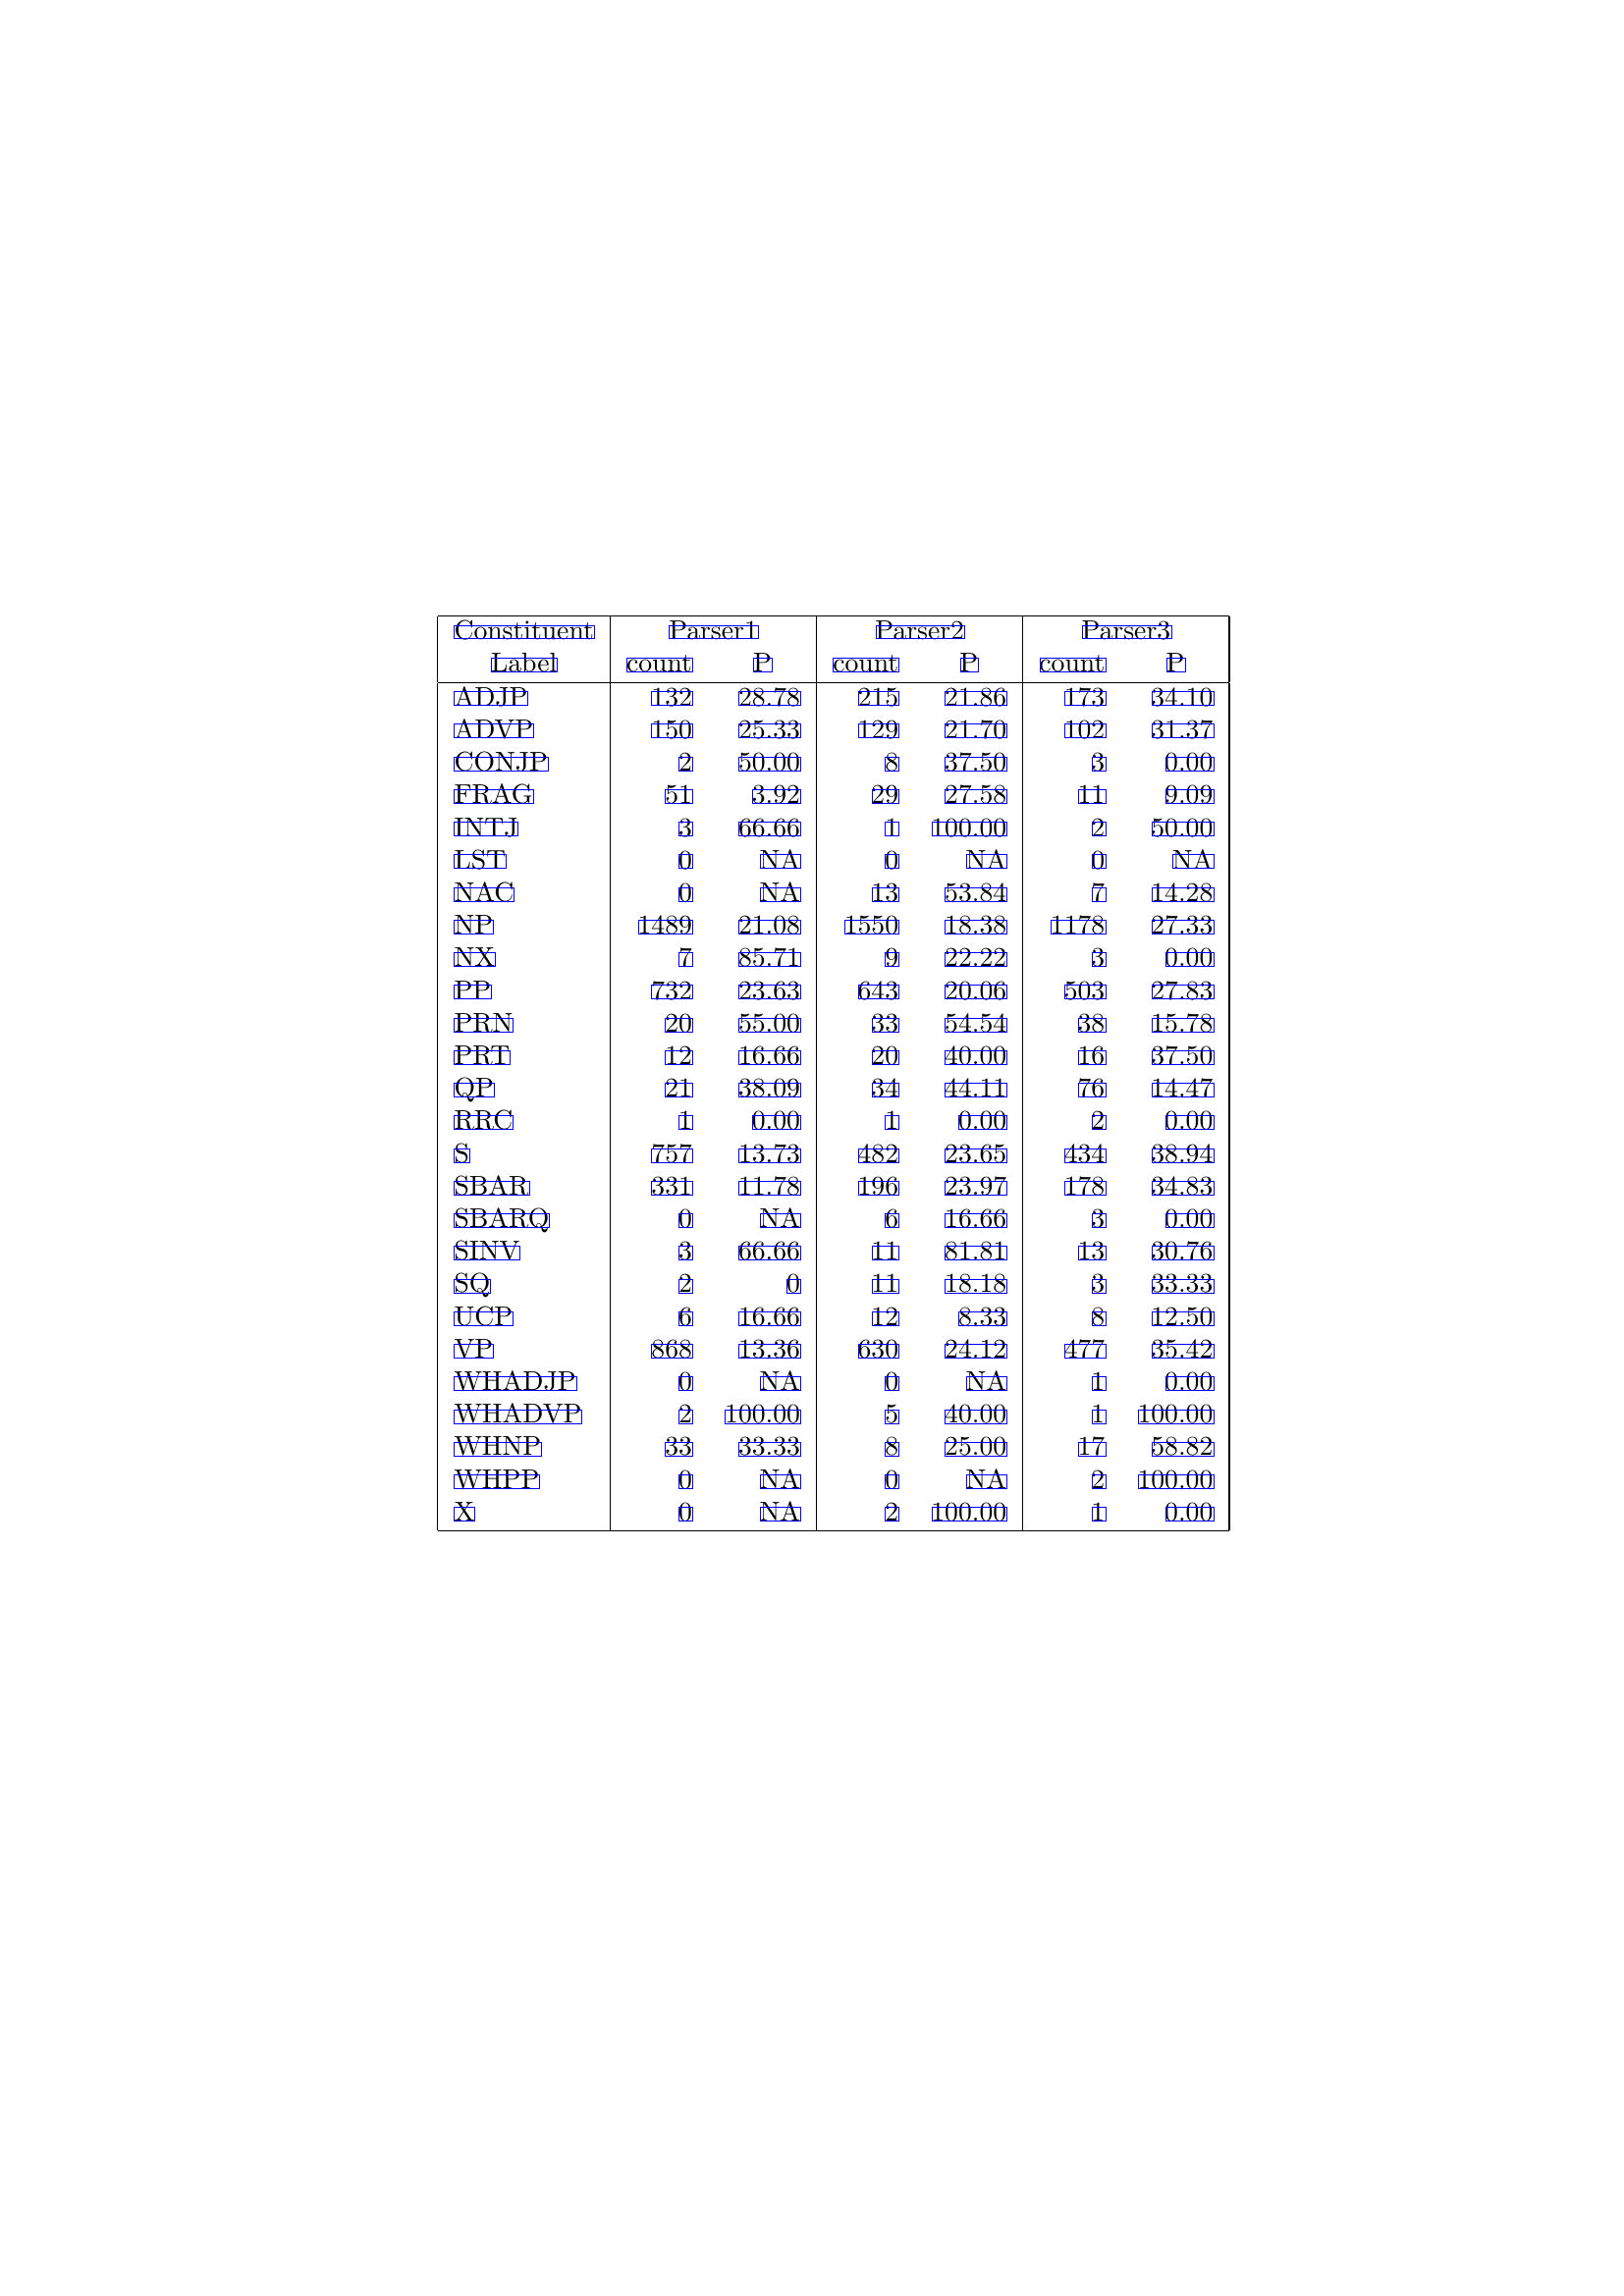 Constituent Parser1 Parser2 Parser3
Label count P count P count P
ADJP 132 28.78 215 21.86 173 34.10
ADVP 150 25.33 129 21.70 102 31.37
CONJP 2 50.00 8 37.50 3 0.00
FRAG 51 3.92 29 27.58 11 9.09
INTJ 3 66.66 1 100.00 2 50.00
LST 0 NA 0 NA 0 NA
NAC 0 NA 13 53.84 7 14.28
NP 1489 21.08 1550 18.38 1178 27.33
NX 7 85.71 9 22.22 3 0.00
PP 732 23.63 643 20.06 503 27.83
PRN 20 55.00 33 54.54 38 15.78
PRT 12 16.66 20 40.00 16 37.50
QP 21 38.09 34 44.11 76 14.47
RRC 1 0.00 1 0.00 2 0.00
S 757 13.73 482 23.65 434 38.94
SBAR 331 11.78 196 23.97 178 34.83
SBARQ 0 NA 6 16.66 3 0.00
SINV 3 66.66 11 81.81 13 30.76
SQ 2 0 11 18.18 3 33.33
UCP 6 16.66 12 8.33 8 12.50
VP 868 13.36 630 24.12 477 35.42
WHADJP 0 NA 0 NA 1 0.00
WHADVP 2 100.00 5 40.00 1 100.00
WHNP 33 33.33 8 25.00 17 58.82
WHPP 0 NA 0 NA 2 100.00
X 0 NA 2 100.00 1 0.00